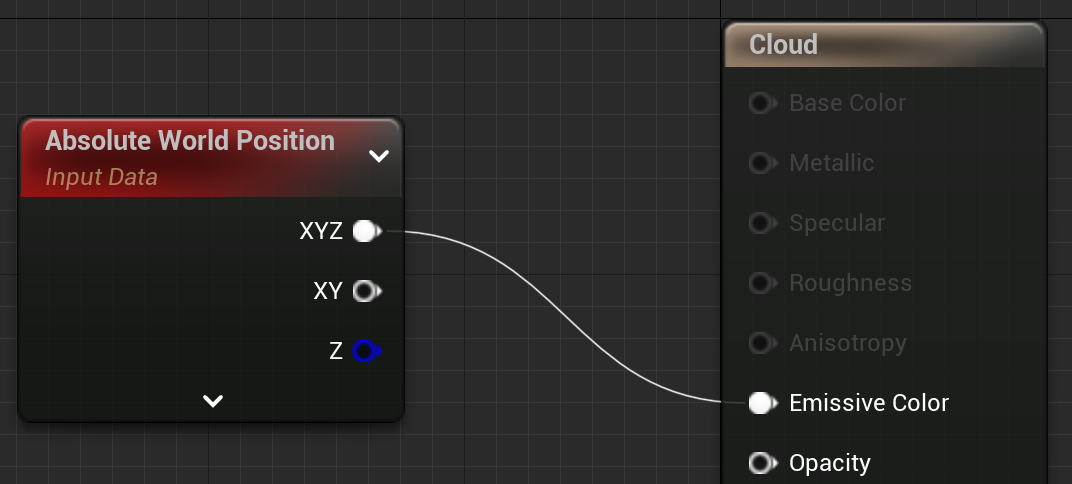 Absolute World Position
Input Data
XYZ
XY
Z
Cloud
Base Color
Metallic
Specular
Roughness
Anisotropy
Emissive Color
Opacity